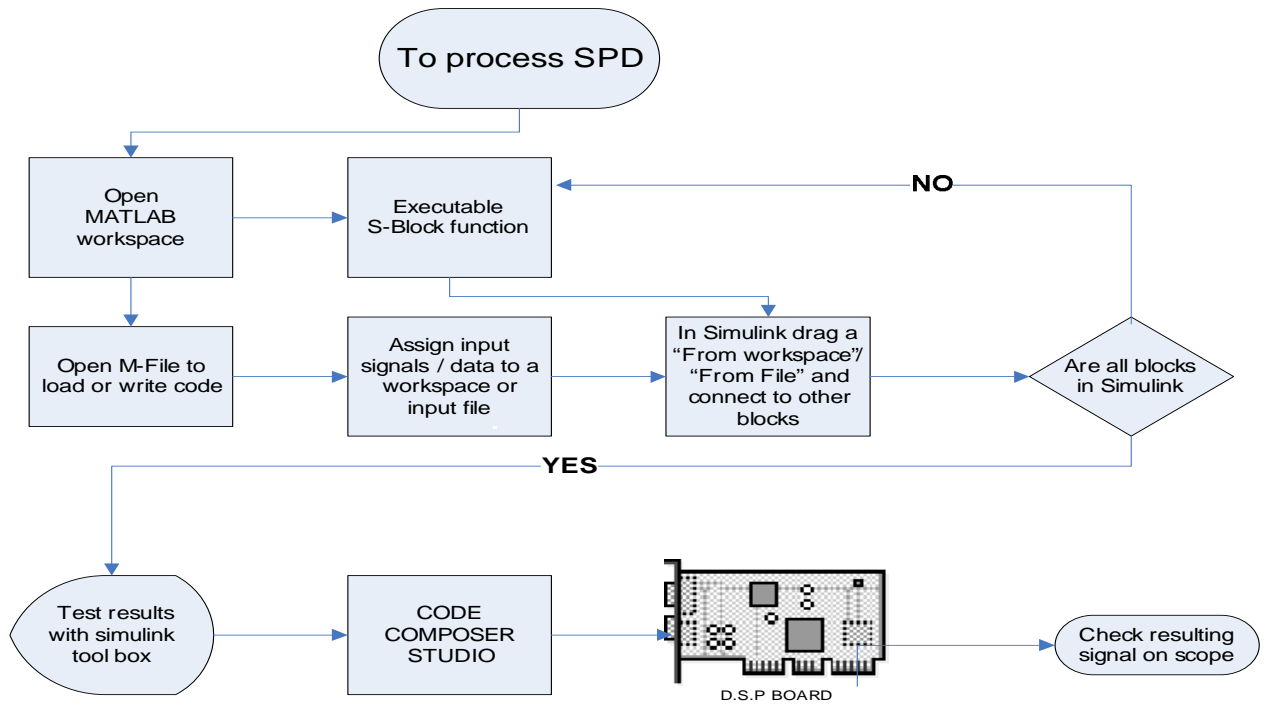 To process SPD
Open
MATLAB
workspace
Executable
S-Block function
NO
Open M-File to
load or write code
Assign input
signals / data to a
workspace or
input file
In Simulink drag a
“From workspace”/
“From File” and
connect to other
blocks
Are all blocks
in Simulink
YES
Test results
with simulink
tool box
CODE
COMPOSER
STUDIO
D.S.P BOARD
Check resulting
signal on scope